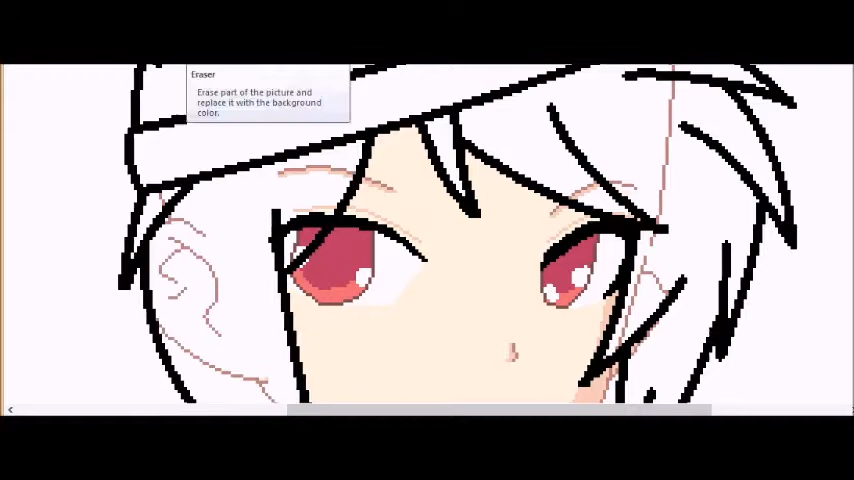 Eraser
Erase part of the picture and
replace it with the background
color.